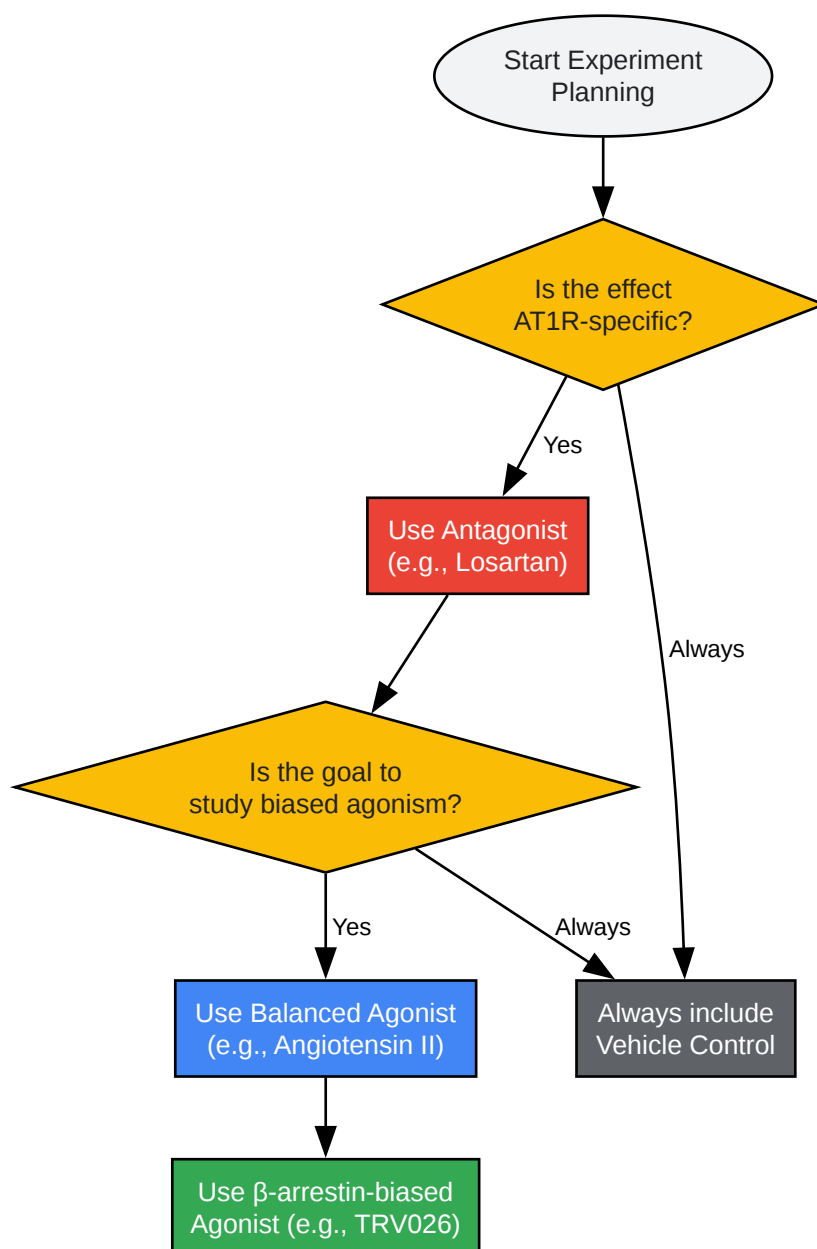 Start Experiment
Planning
Is the effect
AT1R-specific?
Yes
Use Antagonist
(e.g., Losartan)
Always
Is the goal to
study biased agonism?
Yes
Always
Use Balanced Agonist
(e.g., Angiotensin II)
Always include
Vehicle Control
Use β-arrestin-biased
Agonist (e.g., TRV026)